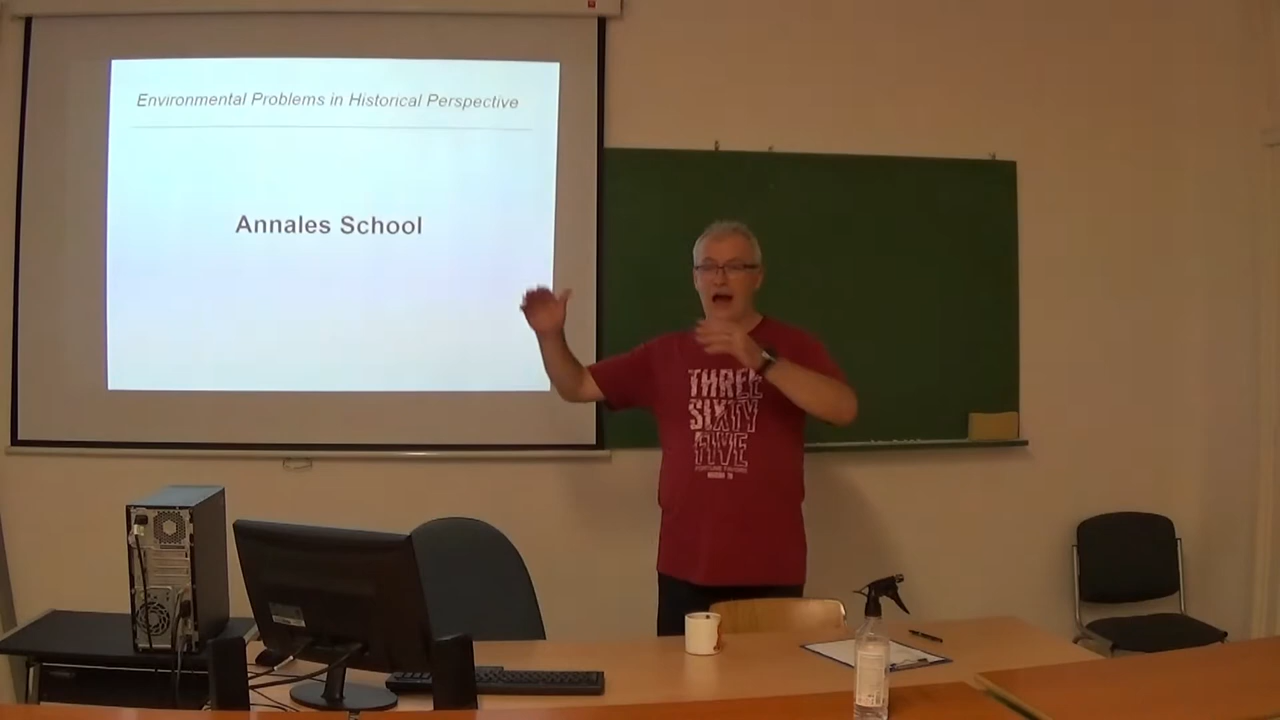 Environmental Problems in Historical Perspective
Annales School
THREE
SIXTY
FIVE